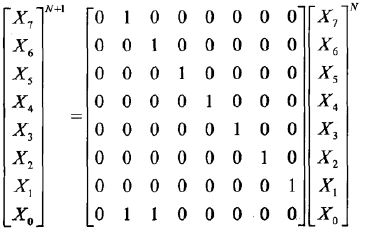 [X₇]^{N+1} [0 1 0 0 0 0 0 0] [X₇]^N
X₆ 0 0 1 0 0 0 0 0 X₆
X₅ 0 0 0 1 0 0 0 0 X₅
X₄ = 0 0 0 0 1 0 0 0 X₄
X₃ 0 0 0 0 0 1 0 0 X₃
X₂ 0 0 0 0 0 0 1 0 X₂
X₁ 0 0 0 0 0 0 0 1 X₁
X₀ 0 1 1 0 0 0 0 0 X₀